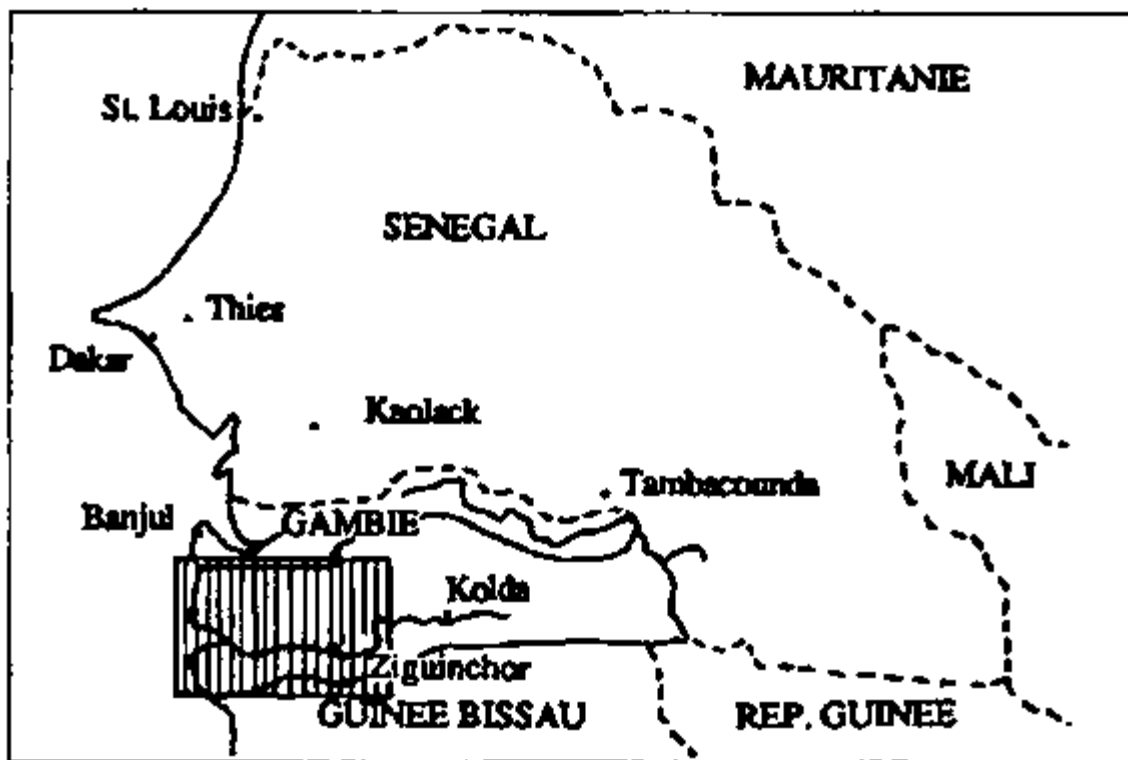 MAURITANIE
St. Louis
SENEGAL
Thies
Dakar
Kaolack
Tambacounda
MALI
Banjul
GAMBIE
Kolda
Ziguinchor
GUINEE BISSAU
REP. GUINEE